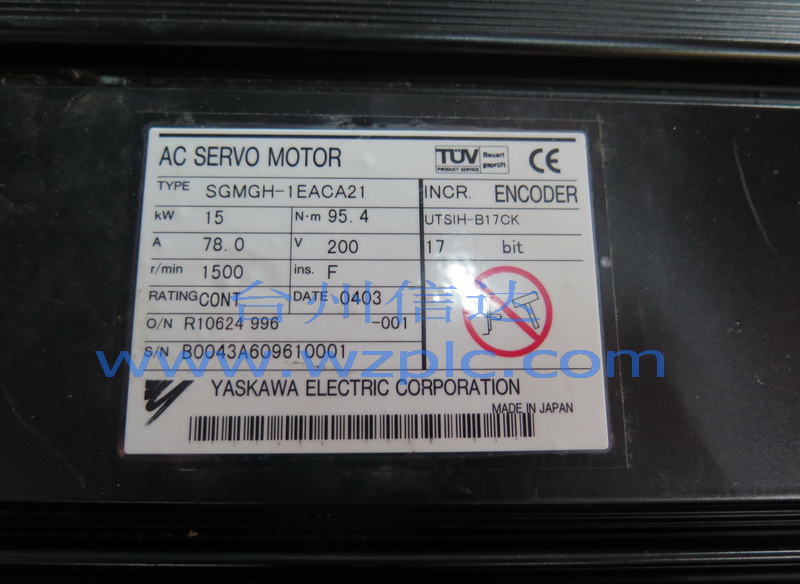 AC SERVO MOTOR
TÜV PRODUCT SERVICE Bauart geprüft CE
TYPE SGMGH-1EACA21 INCR. ENCODER
kW 15 N·m 95.4 UTSIH-B17CK
A 78.0 V 200 17 bit
r/min 1500 ins. F
RATING CONT. DATE 0403
台州信达
O/N R10624 996 -001
S/N B0043A609610001
www.wzplc.com
YASKAWA ELECTRIC CORPORATION
MADE IN JAPAN